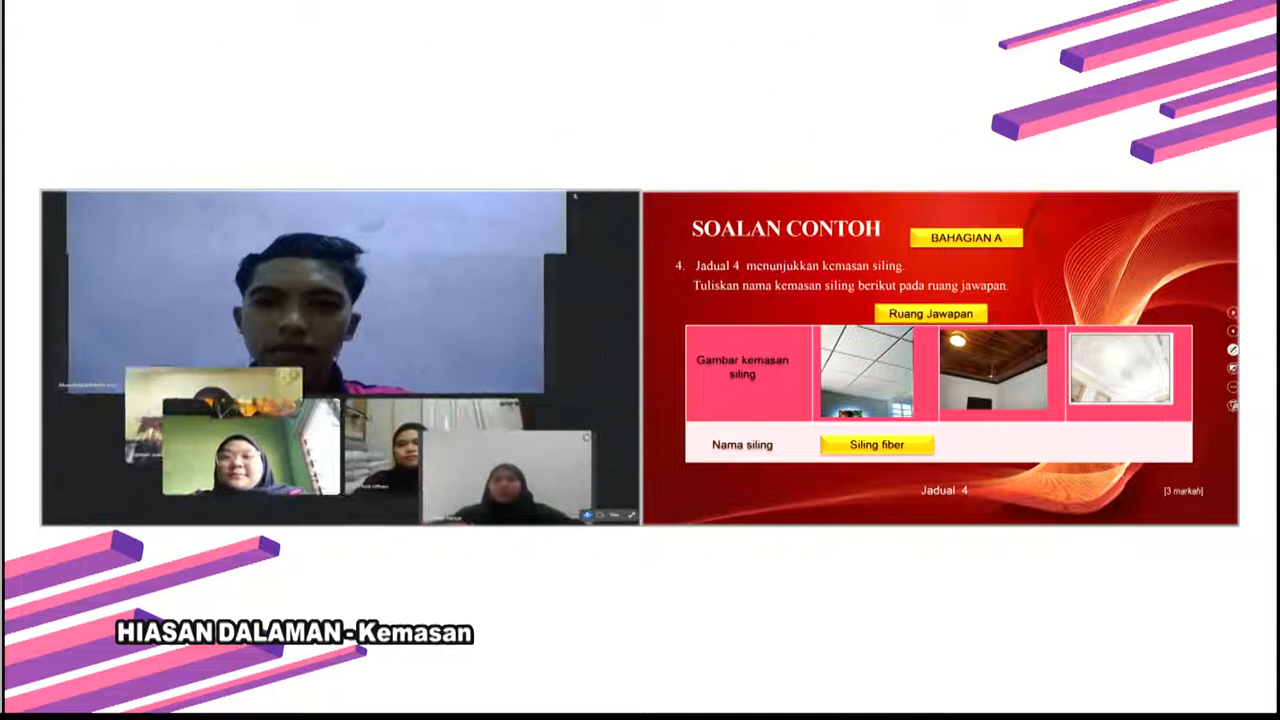 SOALAN CONTOH
BAHAGIAN A
4. Jadual 4 menunjukkan kemasan siling.
Tuliskan nama kemasan siling berikut pada ruang jawapan.
Ruang Jawapan
Gambar kemasan
siling
Nama siling
Siling fiber
Jadual 4
[3 markah]
HIASAN DALAMAN - Kemasan